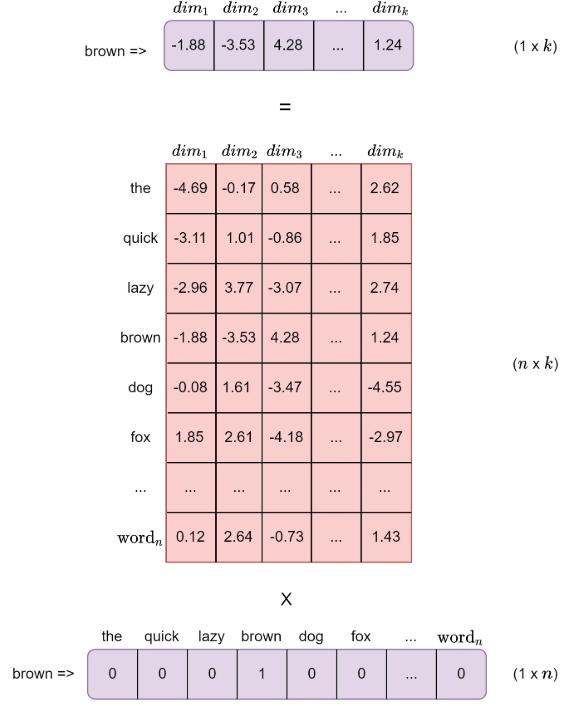 dim₁ dim₂ dim₃ ... dimₖ
brown => -1.88 -3.53 4.28 ... 1.24 (1 x k)
=
dim₁ dim₂ dim₃ ... dimₖ
the -4.69 -0.17 0.58 ... 2.62
quick -3.11 1.01 -0.86 ... 1.85
lazy -2.96 3.77 -3.07 ... 2.74
brown -1.88 -3.53 4.28 ... 1.24
(n x k)
dog -0.08 1.61 -3.47 ... -4.55
fox 1.85 2.61 -4.18 ... -2.97
... ... ... ... ... ...
wordₙ 0.12 2.64 -0.73 ... 1.43
X
the quick lazy brown dog fox ... wordₙ
brown => 0 0 0 1 0 0 ... 0 (1 x n)